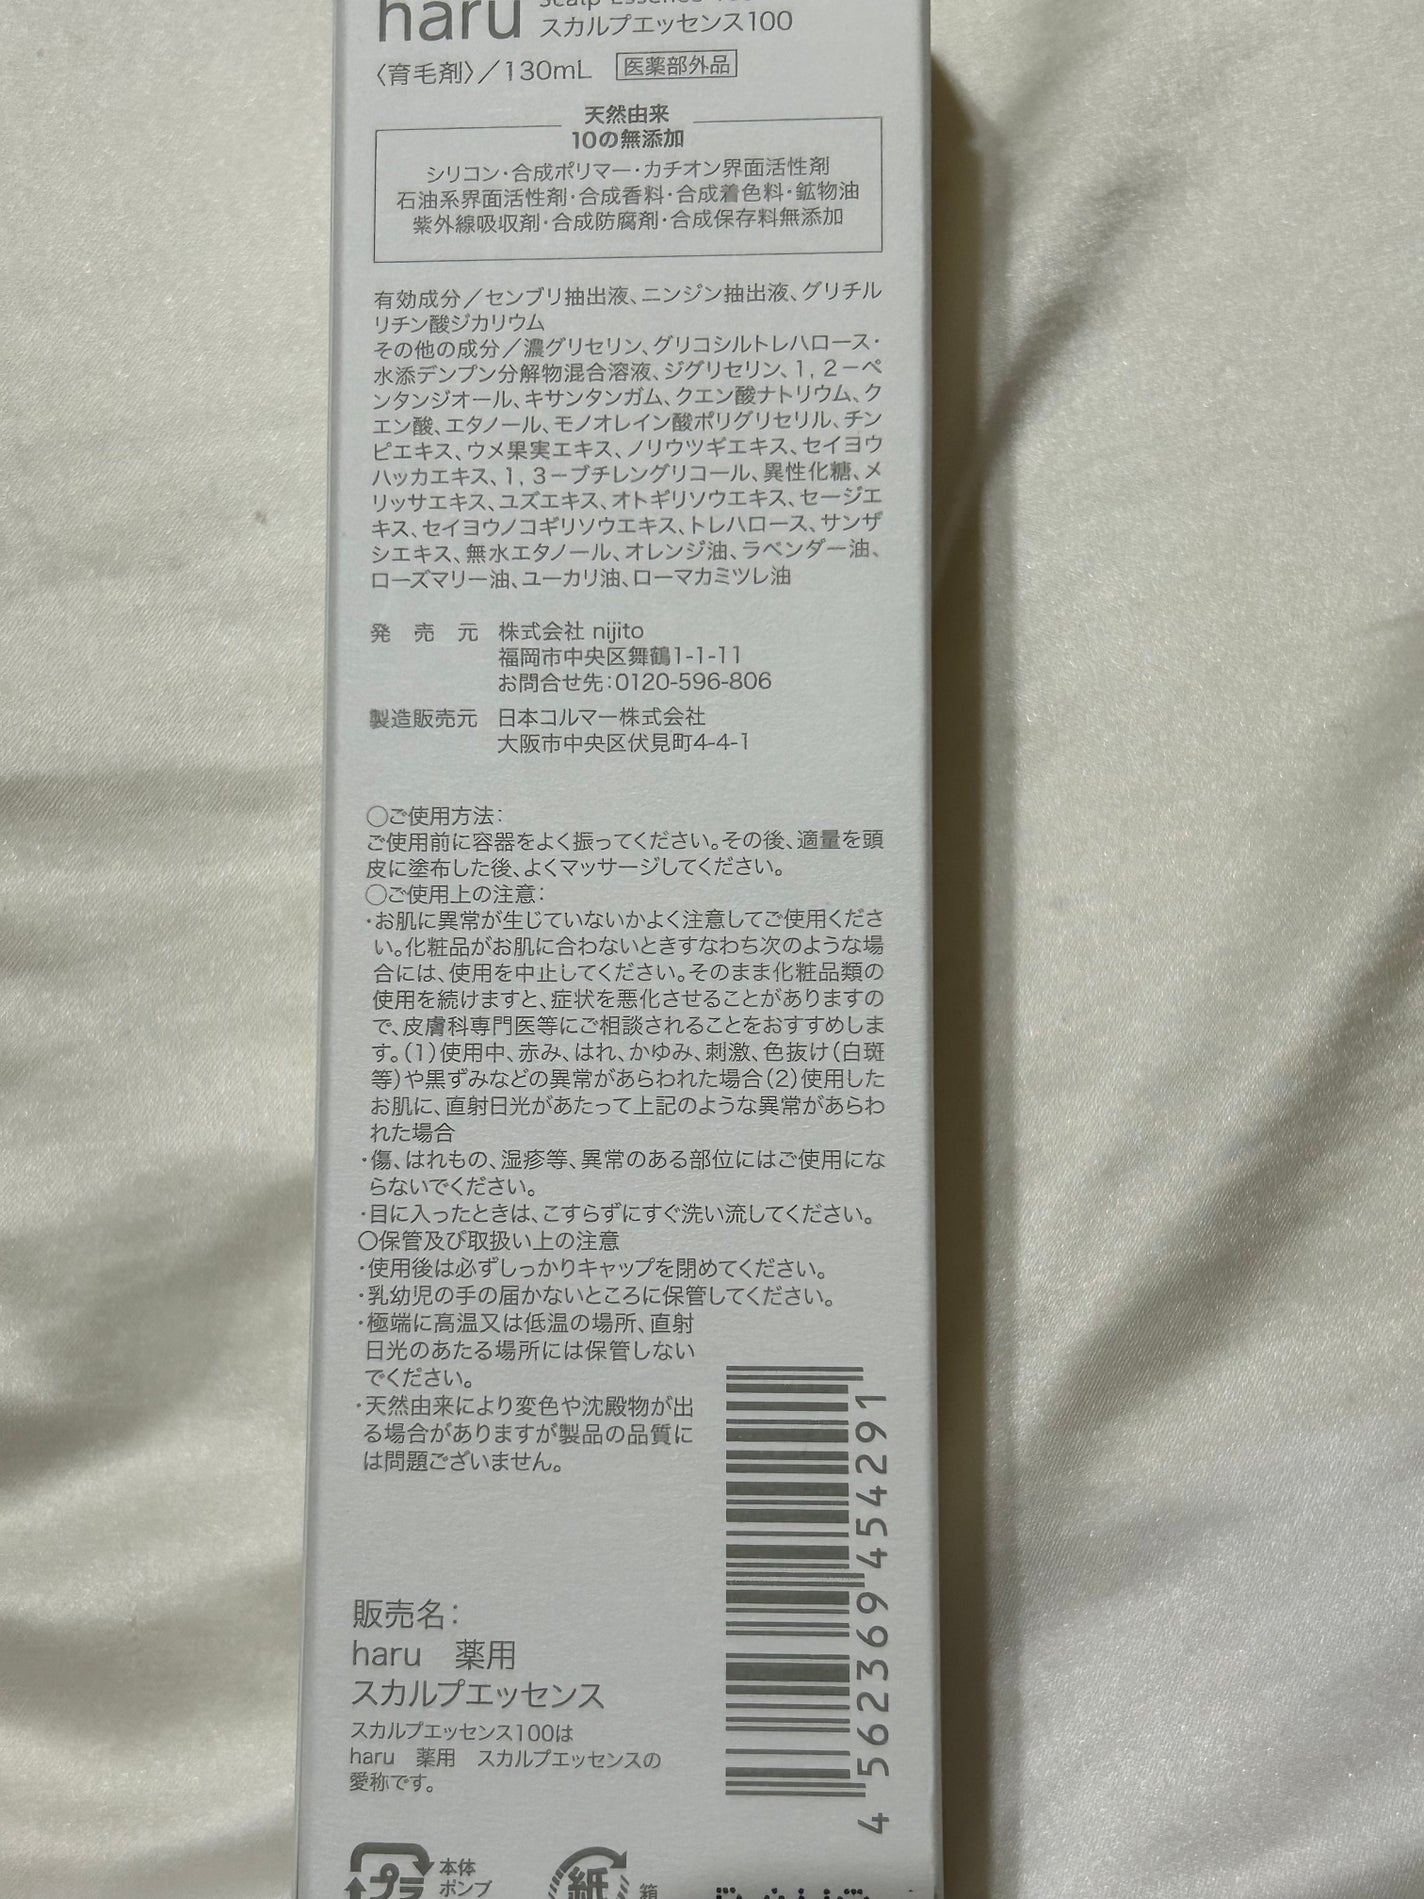 haru Scalp Essence
スカルプエッセンス100
〈育毛剤〉／130mL 医薬部外品
天然由来
10の無添加
シリコン・合成ポリマー・カチオン界面活性剤
石油系界面活性剤・合成香料・合成着色料・鉱物油
紫外線吸収剤・合成防腐剤・合成保存料無添加
有効成分／センブリ抽出液、ニンジン抽出液、グリチル
リチン酸ジカリウム
その他の成分／濃グリセリン、グリコシルトレハロース・
水添デンプン分解物混合溶液、ジグリセリン、1，2－ペ
ンタンジオール、キサンタンガム、クエン酸ナトリウム、ク
エン酸、エタノール、モノオレイン酸ポリグリセリル、チン
ピエキス、ウメ果実エキス、ノリウツギエキス、セイヨウ
ハッカエキス、1，3－ブチレングリコール、異性化糖、メ
リッサエキス、ユズエキス、オトギリソウエキス、セージエ
キス、セイヨウノコギリソウエキス、トレハロース、サンザ
シエキス、無水エタノール、オレンジ油、ラベンダー油、
ローズマリー油、ユーカリ油、ローマカミツレ油
発売元 株式会社 nijito
福岡市中央区舞鶴1-1-11
お問合せ先：0120-596-806
製造販売元 日本コルマー株式会社
大阪市中央区伏見町4-4-1
○ご使用方法：
ご使用前に容器をよく振ってください。その後、適量を頭
皮に塗布した後、よくマッサージしてください。
○ご使用上の注意：
・お肌に異常が生じていないかよく注意してご使用くださ
い。化粧品がお肌に合わないときすなわち次のような場
合には、使用を中止してください。そのまま化粧品類の
使用を続けますと、症状を悪化させることがありますの
で、皮膚科専門医等にご相談されることをおすすめしま
す。（1）使用中、赤み、はれ、かゆみ、刺激、色抜け（白斑
等）や黒ずみなどの異常があらわれた場合（2）使用した
お肌に、直射日光があたって上記のような異常があらわ
れた場合
・傷、はれもの、湿疹等、異常のある部位にはご使用にな
らないでください。
・目に入ったときは、こすらずにすぐ洗い流してください。
○保管及び取扱い上の注意
・使用後は必ずしっかりキャップを閉めてください。
・乳幼児の手の届かないところに保管してください。
・極端に高温又は低温の場所、直射
日光のあたる場所には保管しない
でください。
・天然由来により変色や沈殿物が出
る場合がありますが製品の品質に
は問題ございません。
4562369454291
販売名：
haru 薬用
スカルプエッセンス
スカルプエッセンス100は
haru 薬用 スカルプエッセンスの
愛称です。
プラ 本体
ポンプ
紙 箱